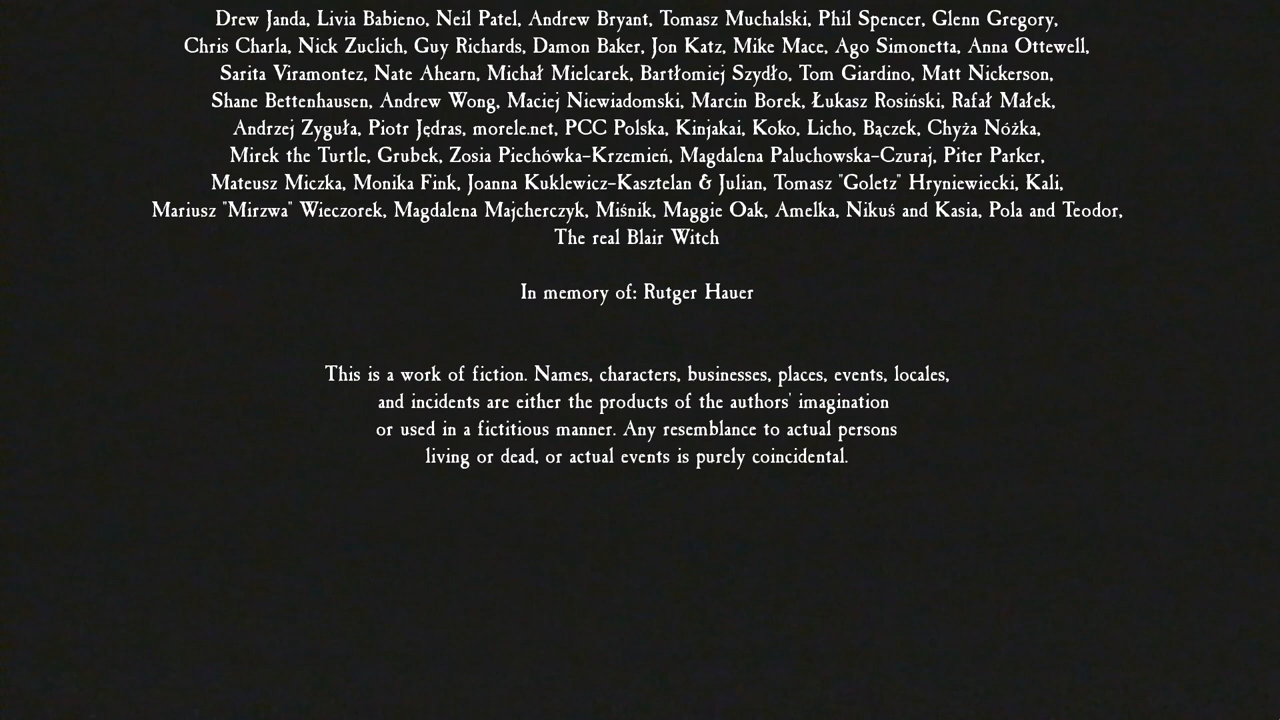 Drew Janda, Livia Babieno, Neil Patel, Andrew Bryant, Tomasz Muchalski, Phil Spencer, Glenn Gregory,
Chris Charla, Nick Zuclich, Guy Richards, Damon Baker, Jon Katz, Mike Mace, Ago Simonetta, Anna Ottewell,
Sarita Viramontez, Nate Ahearn, Michał Mielcarek, Bartłomiej Szydło, Tom Giardino, Matt Nickerson,
Shane Bettenhausen, Andrew Wong, Maciej Niewiadomski, Marcin Borek, Łukasz Rosiński, Rafał Małek,
Andrzej Zyguła, Piotr Jędras, morele.net, PCC Polska, Kinjakai, Koko, Licho, Bączek, Chyża Nóżka,
Mirek the Turtle, Grubek, Zosia Piechówka-Krzemień, Magdalena Paluchowska-Czuraj, Piter Parker,
Mateusz Miczka, Monika Fink, Joanna Kuklewicz-Kasztelan & Julian, Tomasz "Goletz" Hryniewiecki, Kali,
Mariusz "Mirzwa" Wieczorek, Magdalena Majcherczyk, Miśnik, Maggie Oak, Amelka, Nikuś and Kasia, Pola and Teodor,
The real Blair Witch
In memory of: Rutger Hauer
This is a work of fiction. Names, characters, businesses, places, events, locales,
and incidents are either the products of the authors' imagination
or used in a fictitious manner. Any resemblance to actual persons
living or dead, or actual events is purely coincidental.